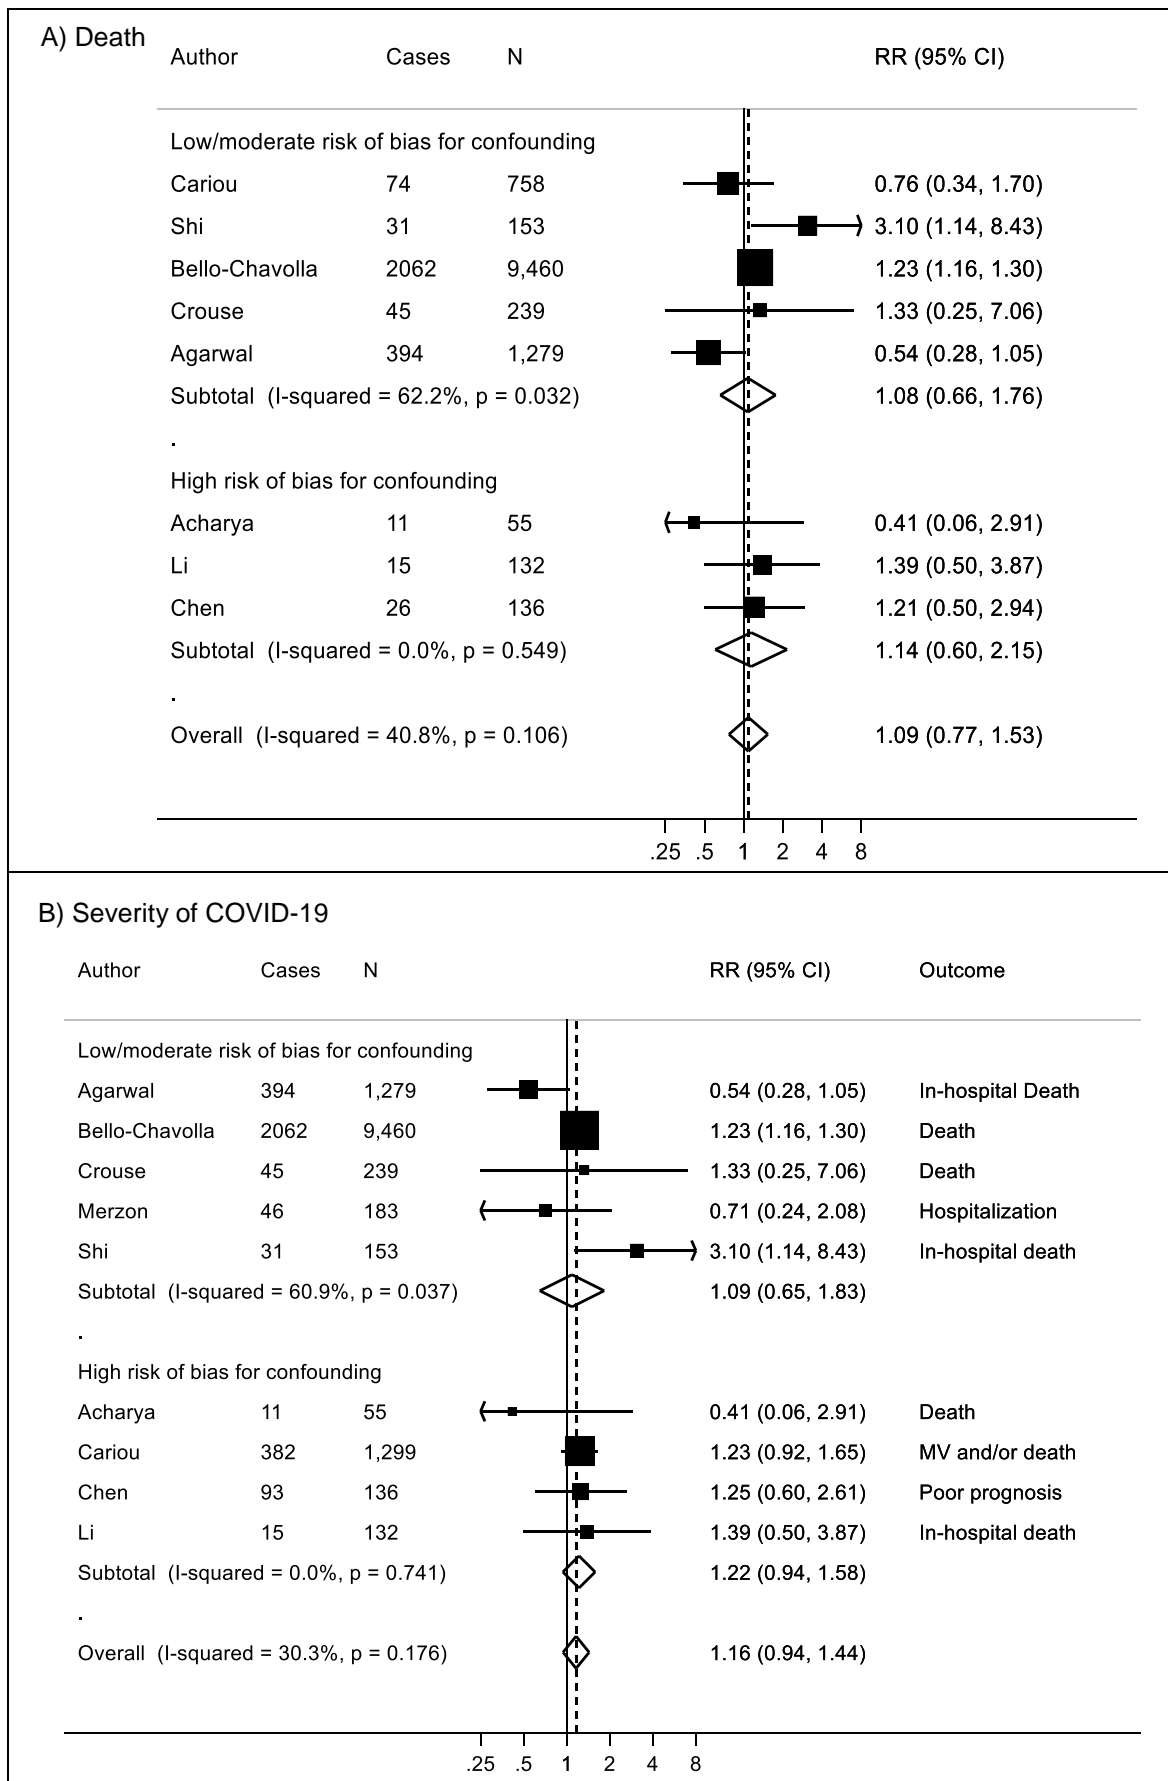 A) Death
Author Cases N RR (95% CI)
Low/moderate risk of bias for confounding
Cariou 74 758 0.76 (0.34, 1.70)
Shi 31 153 3.10 (1.14, 8.43)
Bello-Chavolla 2062 9,460 1.23 (1.16, 1.30)
Crouse 45 239 1.33 (0.25, 7.06)
Agarwal 394 1,279 0.54 (0.28, 1.05)
Subtotal (I-squared = 62.2%, p = 0.032) 1.08 (0.66, 1.76)
.
High risk of bias for confounding
Acharya 11 55 0.41 (0.06, 2.91)
Li 15 132 1.39 (0.50, 3.87)
Chen 26 136 1.21 (0.50, 2.94)
Subtotal (I-squared = 0.0%, p = 0.549) 1.14 (0.60, 2.15)
.
Overall (I-squared = 40.8%, p = 0.106) 1.09 (0.77, 1.53)
.25 .5 1 2 4 8
B) Severity of COVID-19
Author Cases N RR (95% CI) Outcome
Low/moderate risk of bias for confounding
Agarwal 394 1,279 0.54 (0.28, 1.05) In-hospital Death
Bello-Chavolla 2062 9,460 1.23 (1.16, 1.30) Death
Crouse 45 239 1.33 (0.25, 7.06) Death
Merzon 46 183 0.71 (0.24, 2.08) Hospitalization
Shi 31 153 3.10 (1.14, 8.43) In-hospital death
Subtotal (I-squared = 60.9%, p = 0.037) 1.09 (0.65, 1.83)
.
High risk of bias for confounding
Acharya 11 55 0.41 (0.06, 2.91) Death
Cariou 382 1,299 1.23 (0.92, 1.65) MV and/or death
Chen 93 136 1.25 (0.60, 2.61) Poor prognosis
Li 15 132 1.39 (0.50, 3.87) In-hospital death
Subtotal (I-squared = 0.0%, p = 0.741) 1.22 (0.94, 1.58)
.
Overall (I-squared = 30.3%, p = 0.176) 1.16 (0.94, 1.44)
.25 .5 1 2 4 8